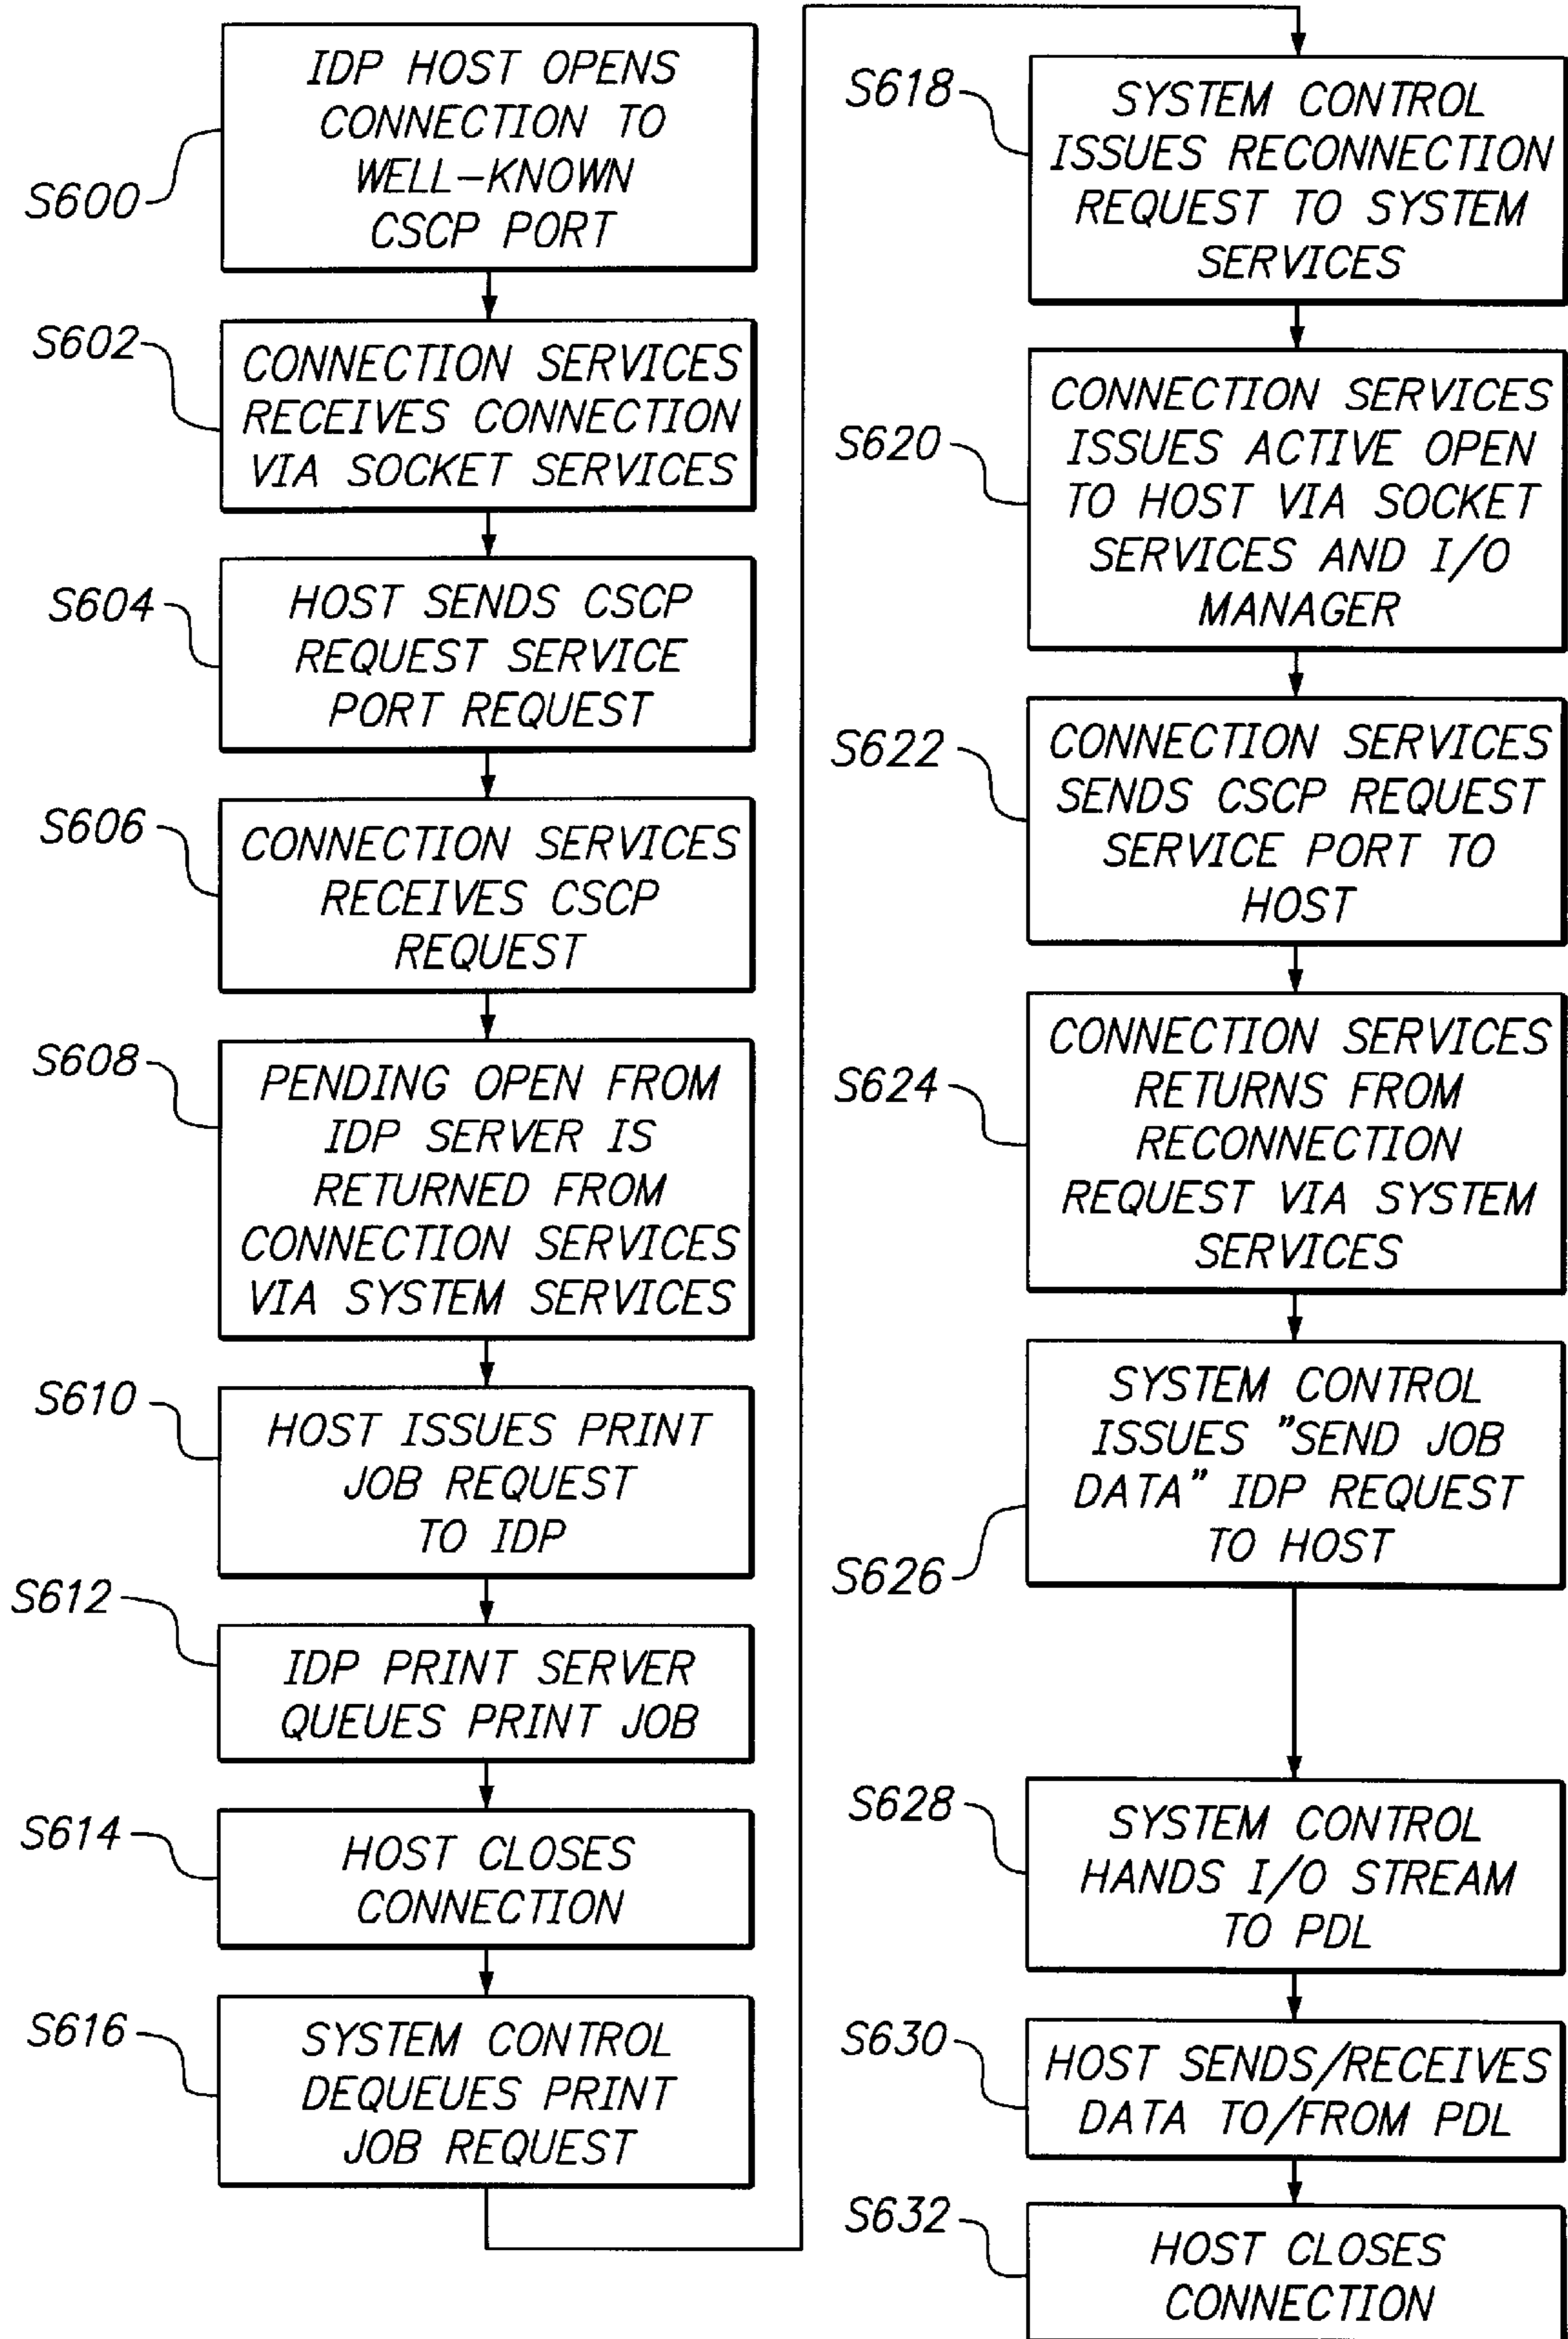 S600
IDP HOST OPENS
CONNECTION TO
WELL-KNOWN
CSCP PORT
S602
CONNECTION SERVICES
RECEIVES CONNECTION
VIA SOCKET SERVICES
S604
HOST SENDS CSCP
REQUEST SERVICE
PORT REQUEST
S606
CONNECTION SERVICES
RECEIVES CSCP
REQUEST
S608
PENDING OPEN FROM
IDP SERVER IS
RETURNED FROM
CONNECTION SERVICES
VIA SYSTEM SERVICES
S610
HOST ISSUES PRINT
JOB REQUEST
TO IDP
S612
IDP PRINT SERVER
QUEUES PRINT JOB
S614
HOST CLOSES
CONNECTION
S616
SYSTEM CONTROL
DEQUEUES PRINT
JOB REQUEST
S618
SYSTEM CONTROL
ISSUES RECONNECTION
REQUEST TO SYSTEM
SERVICES
S620
CONNECTION SERVICES
ISSUES ACTIVE OPEN
TO HOST VIA SOCKET
SERVICES AND I/O
MANAGER
S622
CONNECTION SERVICES
SENDS CSCP REQUEST
SERVICE PORT TO
HOST
S624
CONNECTION SERVICES
RETURNS FROM
RECONNECTION
REQUEST VIA SYSTEM
SERVICES
S626
SYSTEM CONTROL
ISSUES "SEND JOB
DATA" IDP REQUEST
TO HOST
S628
SYSTEM CONTROL
HANDS I/O STREAM
TO PDL
S630
HOST SENDS/RECEIVES
DATA TO/FROM PDL
S632
HOST CLOSES
CONNECTION